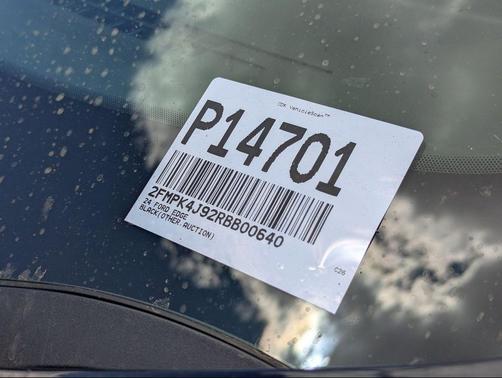 CDK VehicleScan™
P14701
2FMPK4J92RBB00640
24 FORD EDGE
BLACK(OTHER AUCTION)
C26